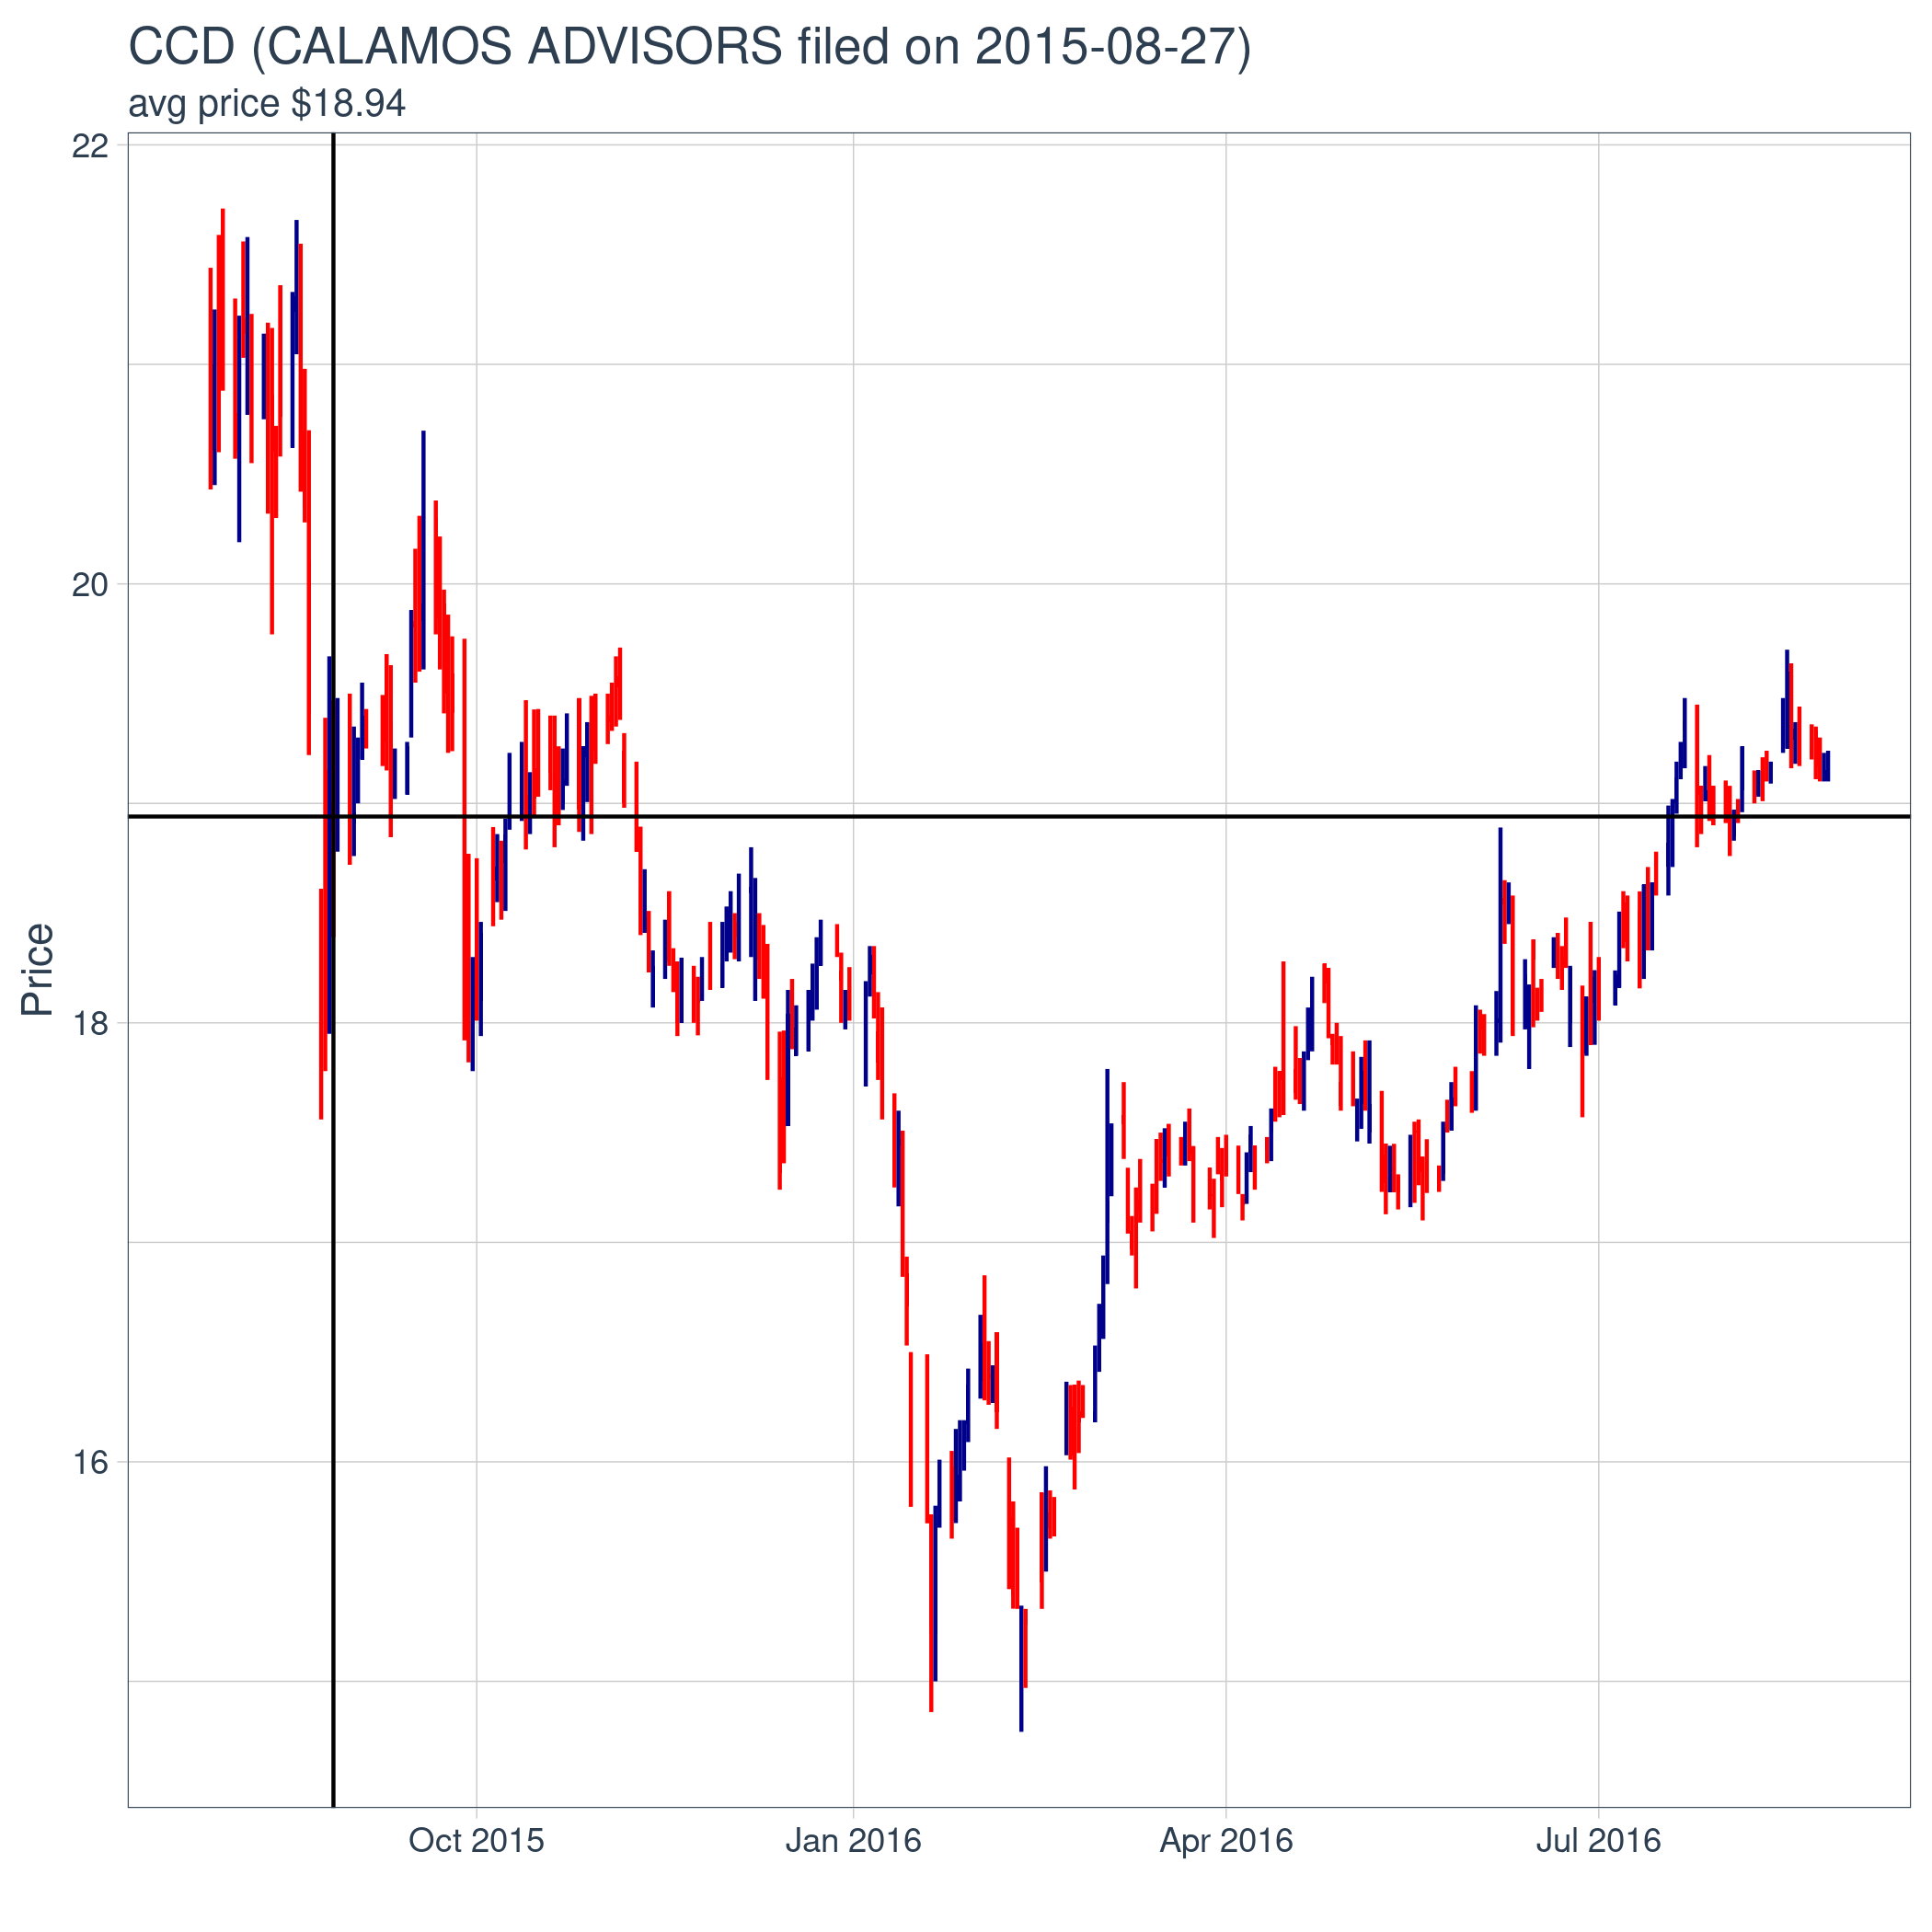 CCD (CALAMOS ADVISORS filed on 2015-08-27)
avg price $18.94
22
20
18
16
Price
Oct 2015
Jan 2016
Apr 2016
Jul 2016